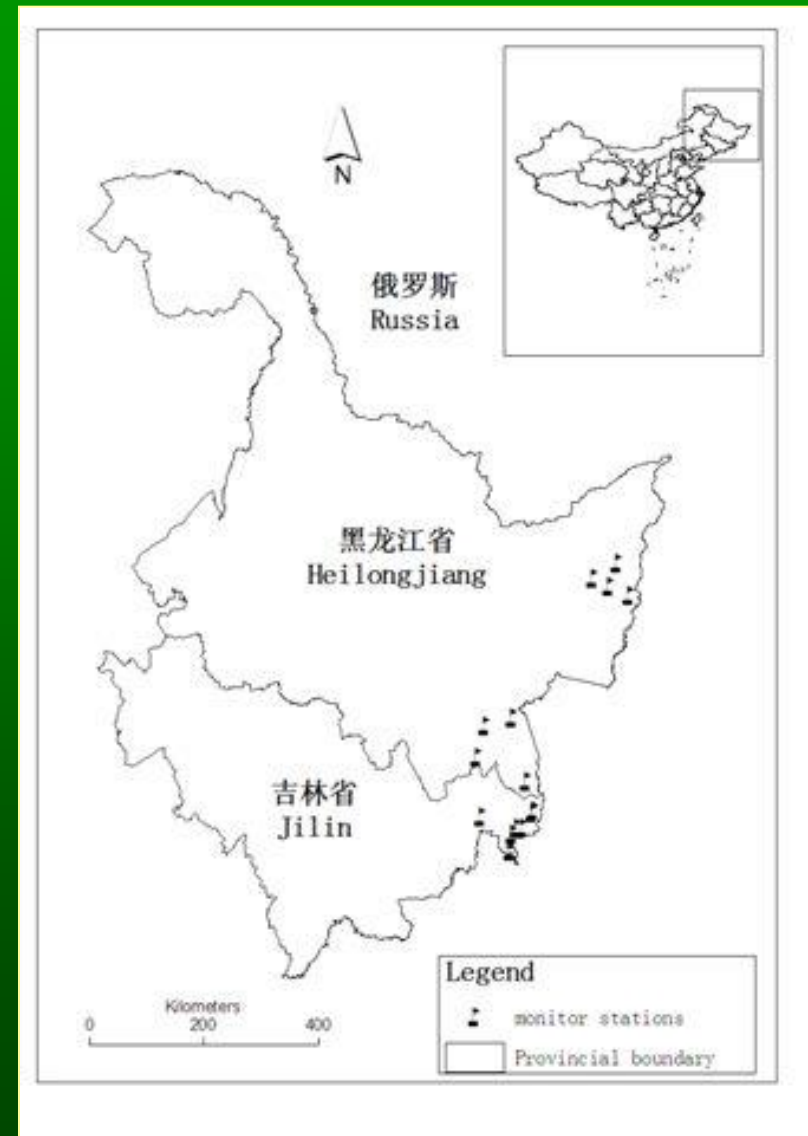 N
俄罗斯
Russia
黑龙江省
Heilongjiang
吉林省
Jilin
Kilometers
0 200 400
Legend
monitor stations
Provincial boundary